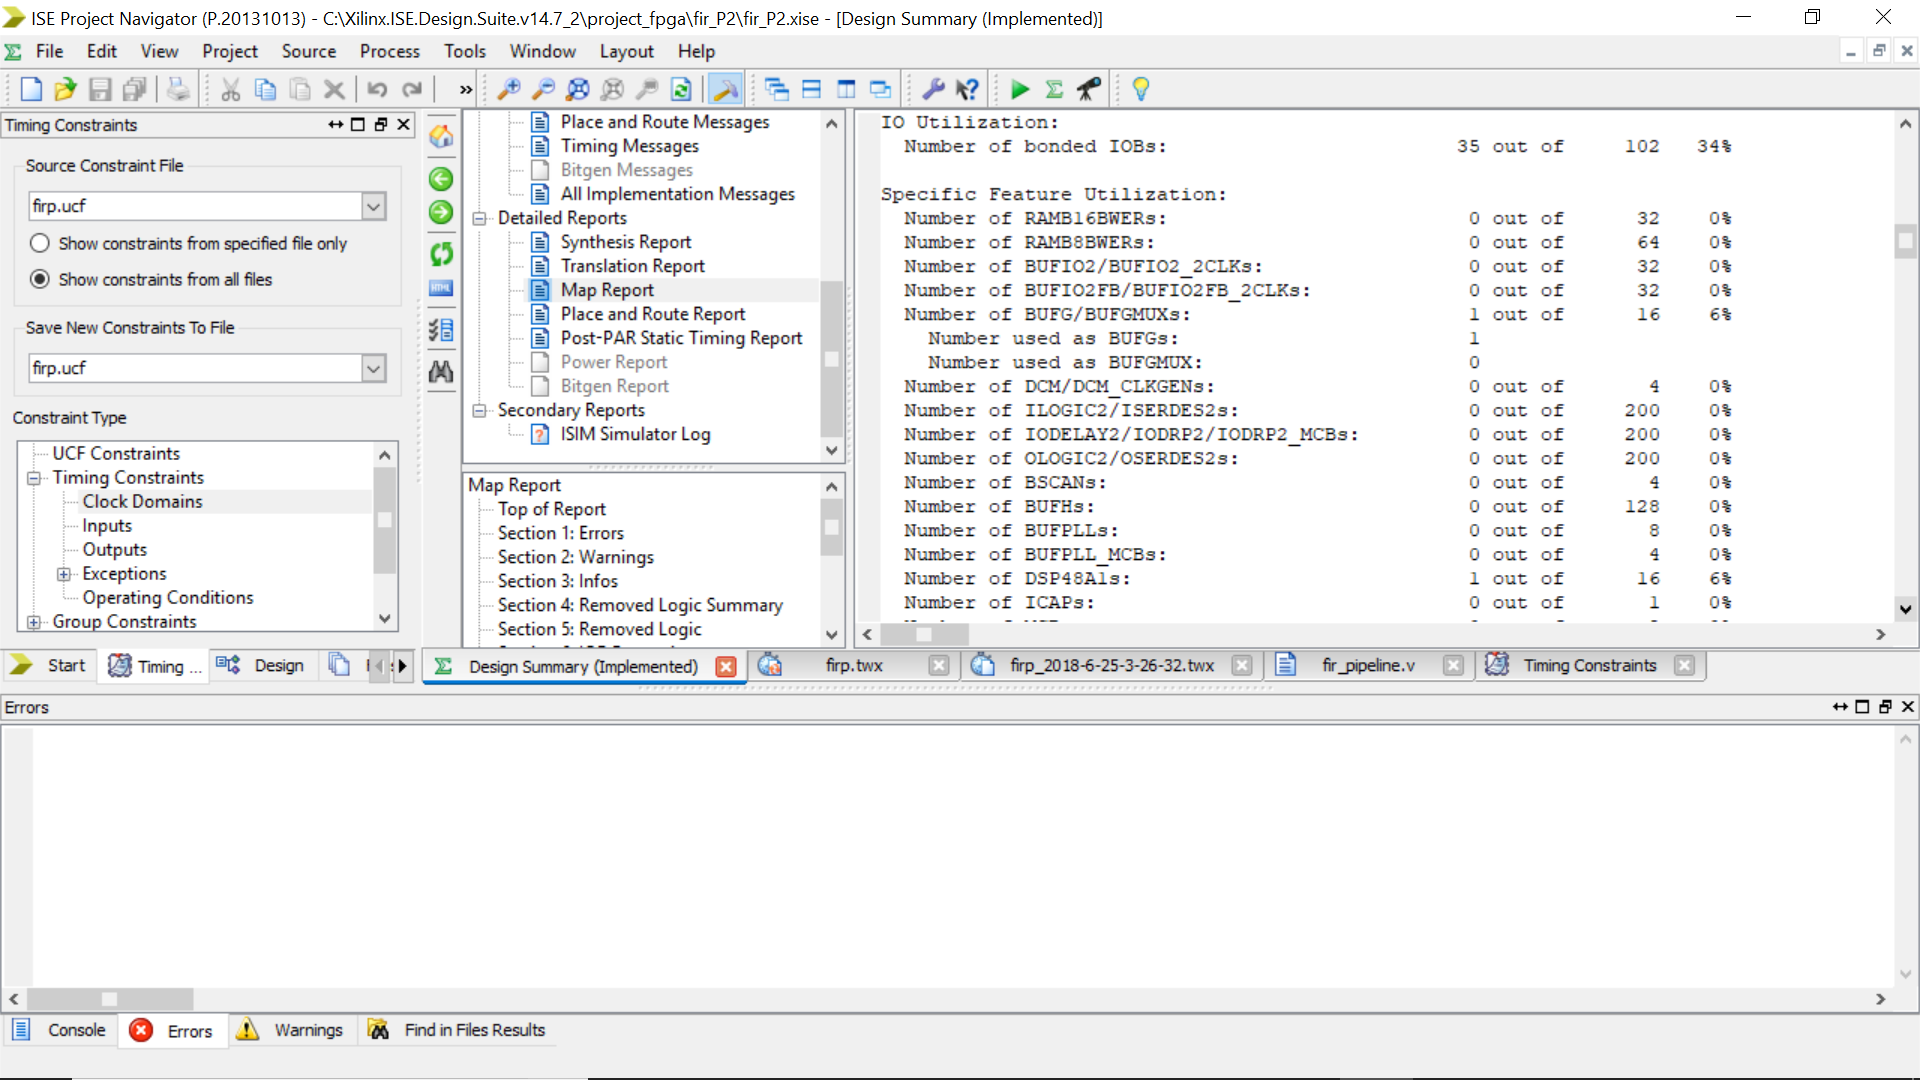 ISE Project Navigator (P.20131013) - C:\Xilinx.ISE.Design.Suite.v14.7_2\project_fpga\fir_P2\fir_P2.xise - [Design Summary (Implemented)]
File Edit View Project Source Process Tools Window Layout Help
»
Timing Constraints
Source Constraint File
firp.ucf
Show constraints from specified file only
Show constraints from all files
Save New Constraints To File
firp.ucf
Constraint Type
UCF Constraints
Timing Constraints
Clock Domains
Inputs
Outputs
Exceptions
Operating Conditions
Group Constraints
HTML
Place and Route Messages
Timing Messages
Bitgen Messages
All Implementation Messages
Detailed Reports
Synthesis Report
Translation Report
Map Report
Place and Route Report
Post-PAR Static Timing Report
Power Report
Bitgen Report
Secondary Reports
ISIM Simulator Log
Map Report
Top of Report
Section 1: Errors
Section 2: Warnings
Section 3: Infos
Section 4: Removed Logic Summary
Section 5: Removed Logic
IO Utilization:
Number of bonded IOBs: 35 out of 102 34%
Specific Feature Utilization:
Number of RAMB16BWERs: 0 out of 32 0%
Number of RAMB8BWERs: 0 out of 64 0%
Number of BUFIO2/BUFIO2_2CLKs: 0 out of 32 0%
Number of BUFIO2FB/BUFIO2FB_2CLKs: 0 out of 32 0%
Number of BUFG/BUFGMUXs: 1 out of 16 6%
Number used as BUFGs: 1
Number used as BUFGMUX: 0
Number of DCM/DCM_CLKGENs: 0 out of 4 0%
Number of ILOGIC2/ISERDES2s: 0 out of 200 0%
Number of IODELAY2/IODRP2/IODRP2_MCBs: 0 out of 200 0%
Number of OLOGIC2/OSERDES2s: 0 out of 200 0%
Number of BSCANs: 0 out of 4 0%
Number of BUFHs: 0 out of 128 0%
Number of BUFPLLs: 0 out of 8 0%
Number of BUFPLL_MCBs: 0 out of 4 0%
Number of DSP48A1s: 1 out of 16 6%
Number of ICAPs: 0 out of 1 0%
Start Timing ... Design
Design Summary (Implemented) firp.twx firp_2018-6-25-3-26-32.twx fir_pipeline.v Timing Constraints
Errors
Console Errors Warnings Find in Files Results